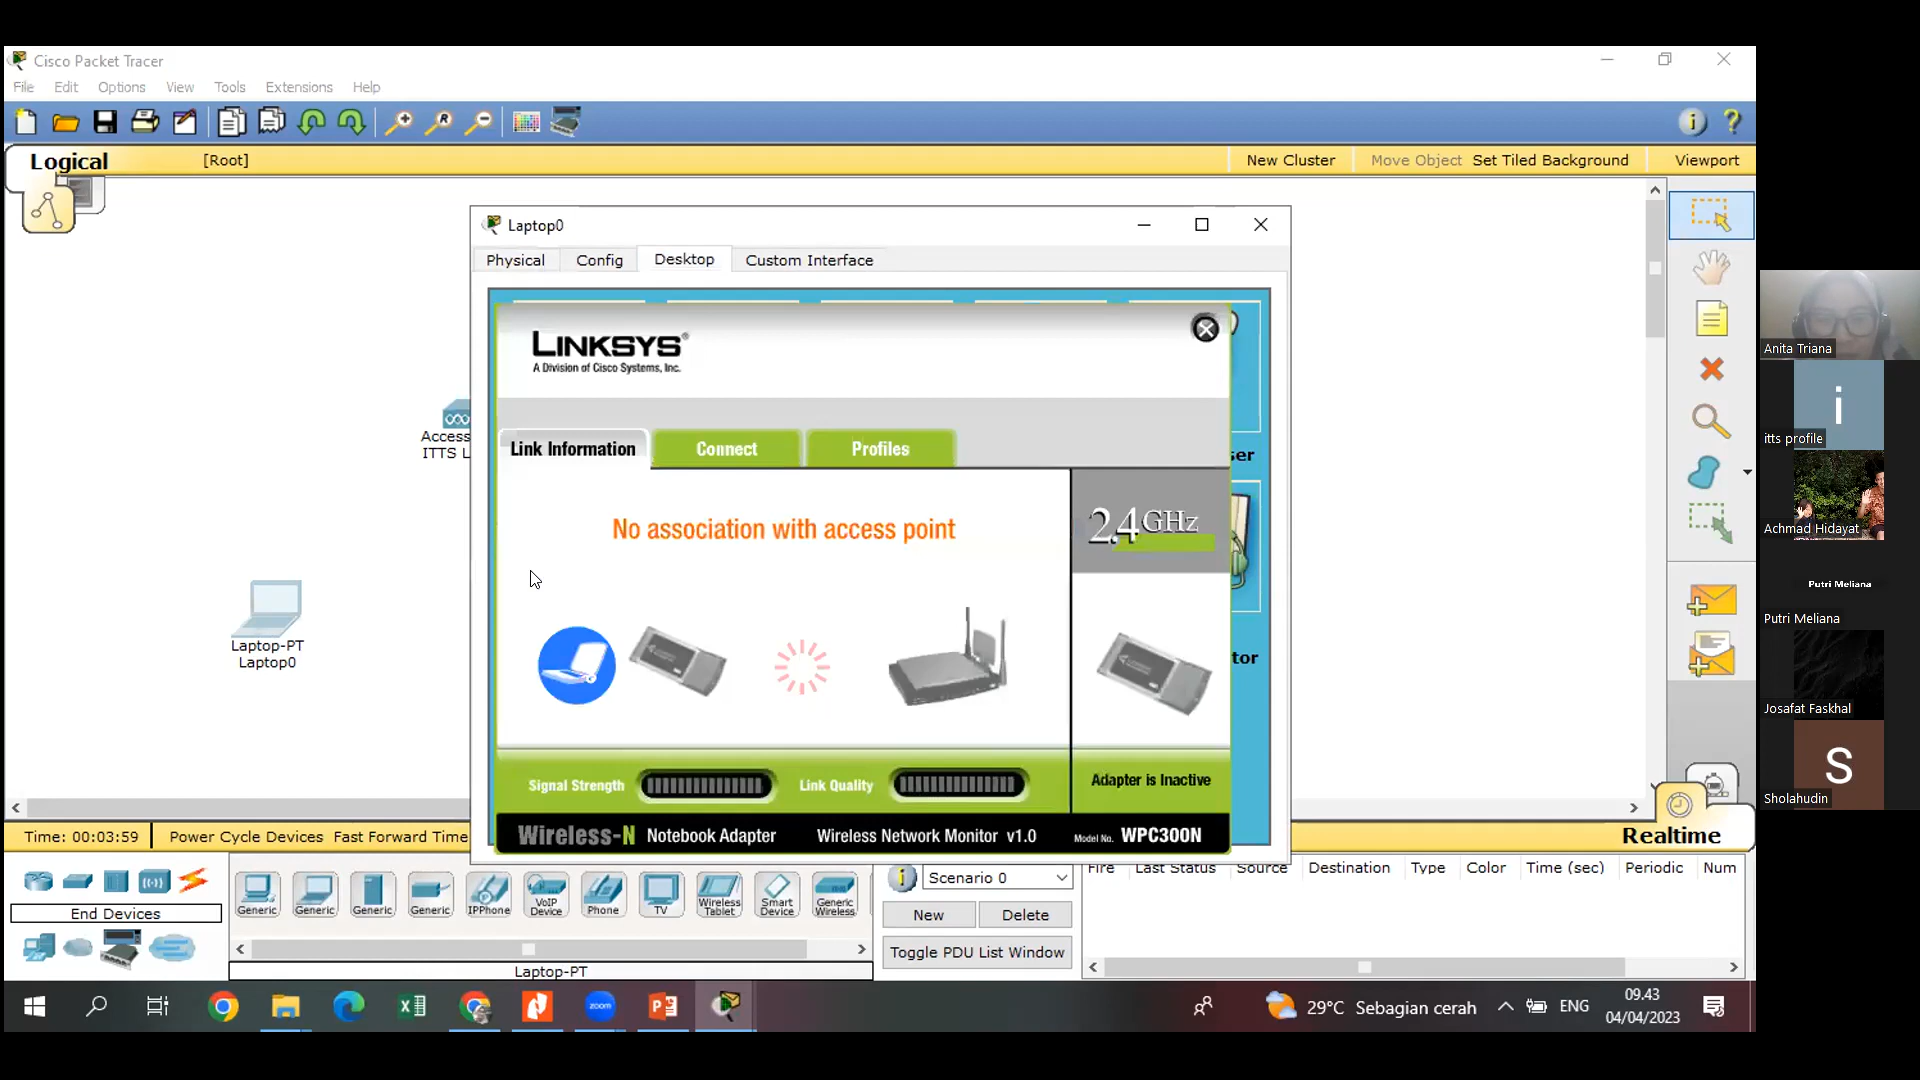 Cisco Packet Tracer
File Edit Options View Tools Extensions Help
Logical [Root] New Cluster Move Object Set Tiled Background Viewport
Laptop0
Physical Config Desktop Custom Interface
LINKSYS®
A Division of Cisco Systems, Inc.
Link Information Connect Profiles
No association with access point
2.4GHz
Signal Strength Link Quality Adapter is Inactive
Wireless-N Notebook Adapter Wireless Network Monitor v1.0 Model No. WPC300N
ser
tor
Access
ITTS L
Laptop-PT
Laptop0
Time: 00:03:59 Power Cycle Devices Fast Forward Time
Realtime
End Devices
Generic Generic Generic Generic IPPhone VoIP Device Phone TV Wireless Tablet Smart Device Generic Wireless
Laptop-PT
Scenario 0
New Delete
Toggle PDU List Window
Fire Last Status Source Destination Type Color Time (sec) Periodic Num
zoom
29°C Sebagian cerah ENG
09.43
04/04/2023
Anita Triana
i
itts profile
Achmad Hidayat
Putri Meliana
Putri Meliana
Josafat Faskhal
S
Sholahudin